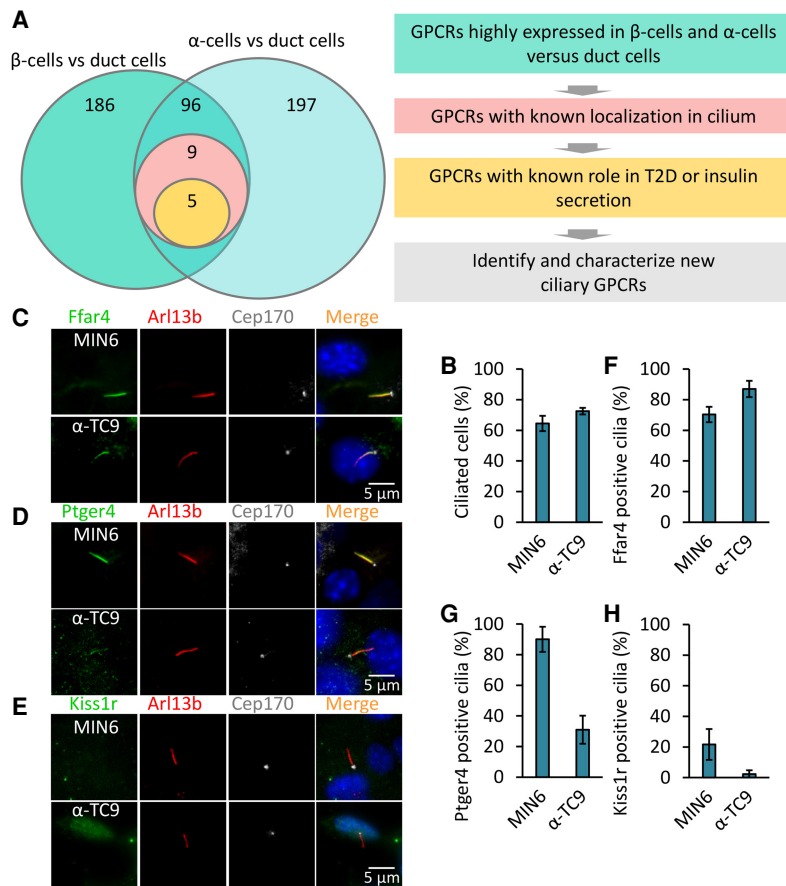 A
β-cells vs duct cells
α-cells vs duct cells
186
96
197
9
5
GPCRs highly expressed in β-cells and α-cells
versus duct cells
GPCRs with known localization in cilium
GPCRs with known role in T2D or insulin
secretion
Identify and characterize new
ciliary GPCRs
C
Ffar4
Arl13b
Cep170
Merge
MIN6
α-TC9
5 μm
D
Ptger4
Arl13b
Cep170
Merge
MIN6
α-TC9
5 μm
E
Kiss1r
Arl13b
Cep170
Merge
MIN6
α-TC9
5 μm
B
Ciliated cells (%)
100
80
60
40
20
0
MIN6
α-TC9
F
Ffar4 positive cilia (%)
100
80
60
40
20
0
MIN6
α-TC9
G
Ptger4 positive cilia (%)
100
80
60
40
20
0
MIN6
α-TC9
H
Kiss1r positive cilia (%)
100
80
60
40
20
0
MIN6
α-TC9